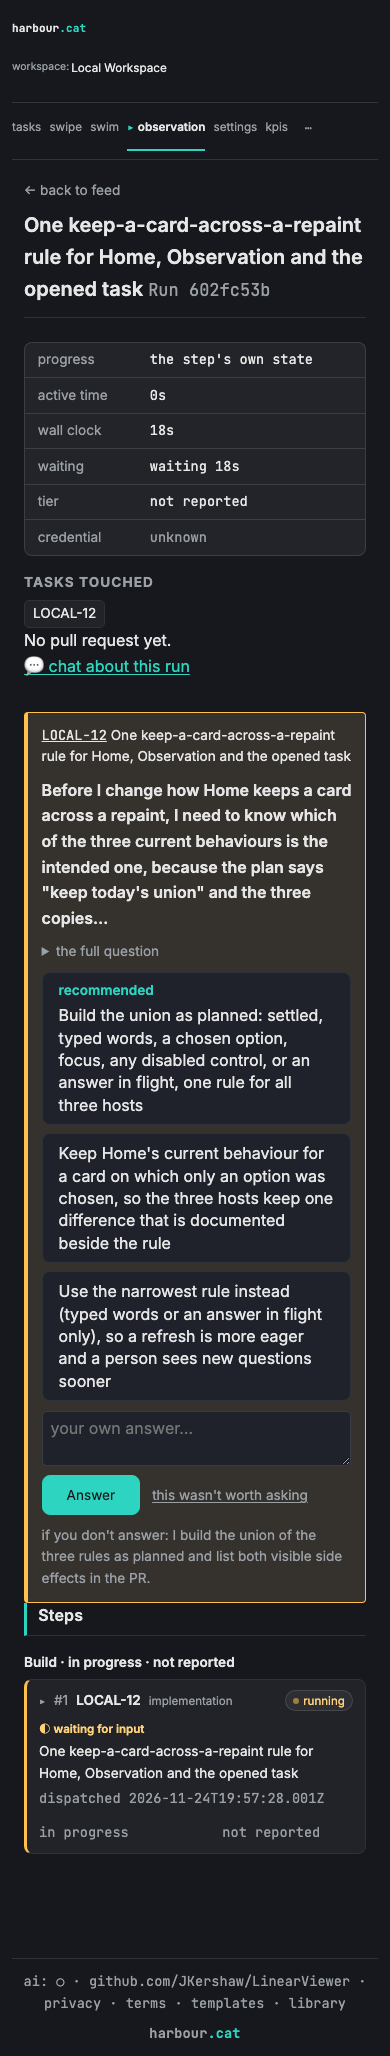 harbour.cat
workspace: Local Workspace
tasks swipe swim ▸ observation settings kpis ⋯
← back to feed
One keep-a-card-across-a-repaint
rule for Home, Observation and the
opened task Run 602fc53b
progress the step's own state
active time 0s
wall clock 18s
waiting waiting 18s
tier not reported
credential unknown
TASKS TOUCHED
LOCAL-12
No pull request yet.
💬 chat about this run
LOCAL-12 One keep-a-card-across-a-repaint
rule for Home, Observation and the opened task
Before I change how Home keeps a card
across a repaint, I need to know which
of the three current behaviours is the
intended one, because the plan says
"keep today's union" and the three
copies…
▶ the full question
recommended
Build the union as planned: settled,
typed words, a chosen option,
focus, any disabled control, or an
answer in flight, one rule for all
three hosts
Keep Home's current behaviour for
a card on which only an option was
chosen, so the three hosts keep one
difference that is documented
beside the rule
Use the narrowest rule instead
(typed words or an answer in flight
only), so a refresh is more eager
and a person sees new questions
sooner
your own answer…
Answer this wasn't worth asking
if you don't answer: I build the union of the
three rules as planned and list both visible side
effects in the PR.
Steps
Build · in progress · not reported
▸ #1 LOCAL-12 implementation running
◐ waiting for input
One keep-a-card-across-a-repaint rule for
Home, Observation and the opened task
dispatched 2026-11-24T19:57:28.001Z
in progress not reported
ai: ○ · github.com/JKershaw/LinearViewer ·
privacy · terms · templates · library
harbour.cat